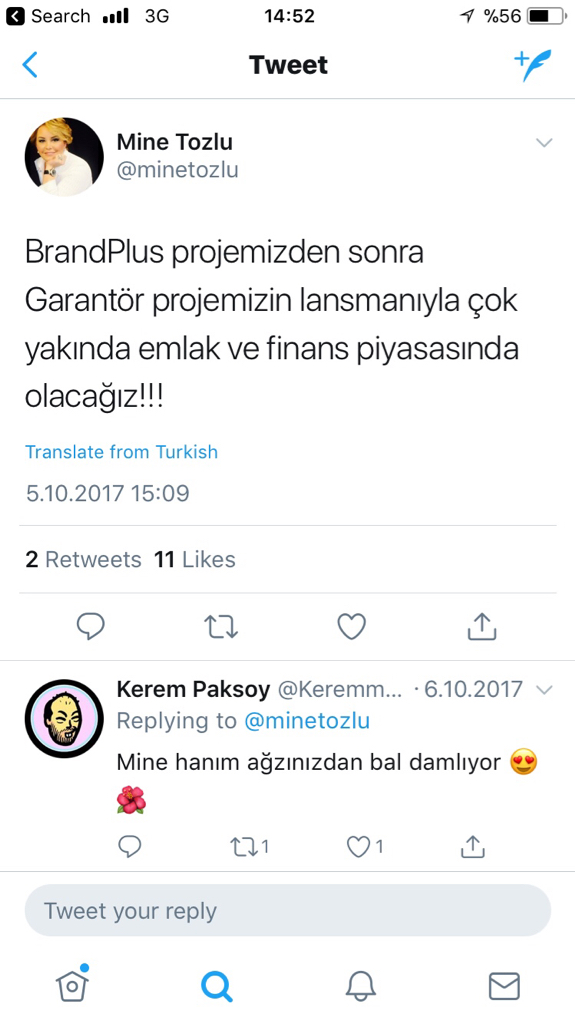 Search 3G 14:52 %56
Tweet
Mine Tozlu
@minetozlu
BrandPlus projemizden sonra
Garantör projemizin lansmanıyla çok
yakında emlak ve finans piyasasında
olacağız!!!
Translate from Turkish
5.10.2017 15:09
2 Retweets 11 Likes
Kerem Paksoy @Keremm... · 6.10.2017
Replying to @minetozlu
Mine hanım ağzınızdan bal damlıyor 😍
🌺
1 1
Tweet your reply